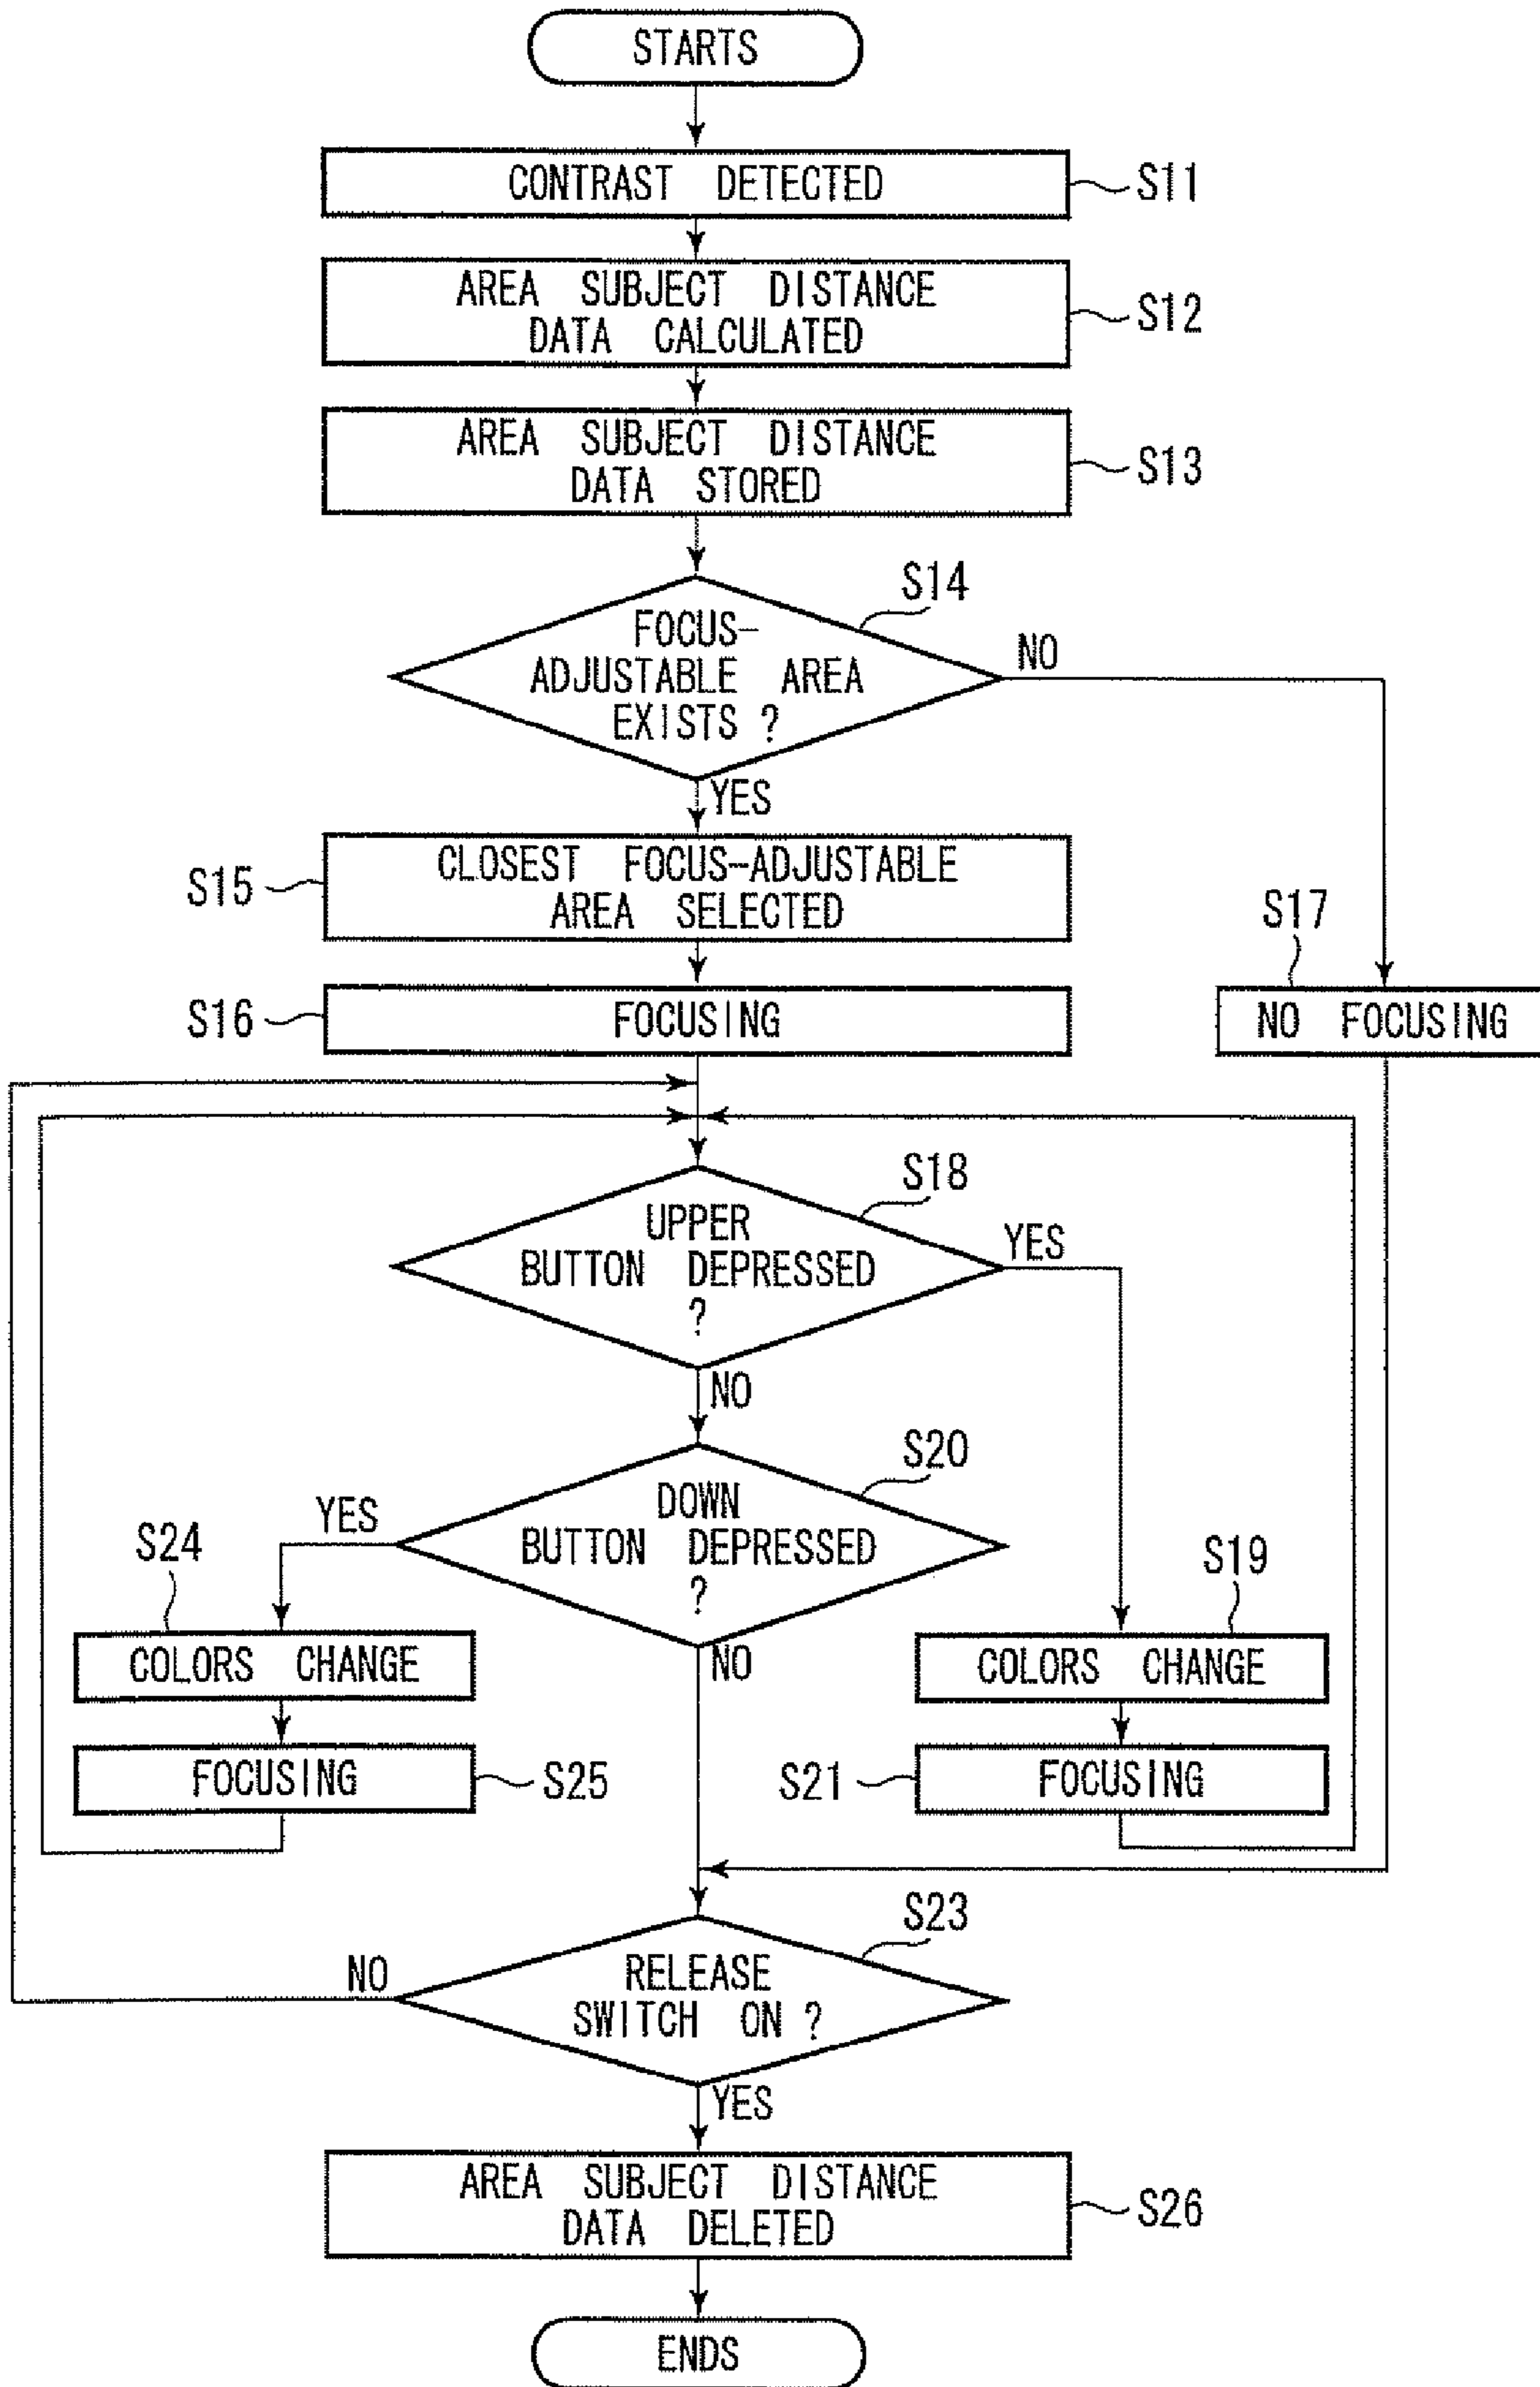 STARTS
CONTRAST DETECTED
S11
AREA SUBJECT DISTANCE
DATA CALCULATED
S12
AREA SUBJECT DISTANCE
DATA STORED
S13
S14
FOCUS-
ADJUSTABLE AREA
EXISTS ?
NO
YES
S15
CLOSEST FOCUS-ADJUSTABLE
AREA SELECTED
S17
S16
FOCUSING
NO FOCUSING
S18
UPPER
BUTTON DEPRESSED
?
YES
NO
S20
DOWN
BUTTON DEPRESSED
?
YES
S24
S19
NO
COLORS CHANGE
COLORS CHANGE
FOCUSING
S25
S21
FOCUSING
S23
RELEASE
SWITCH ON ?
NO
YES
AREA SUBJECT DISTANCE
DATA DELETED
S26
ENDS